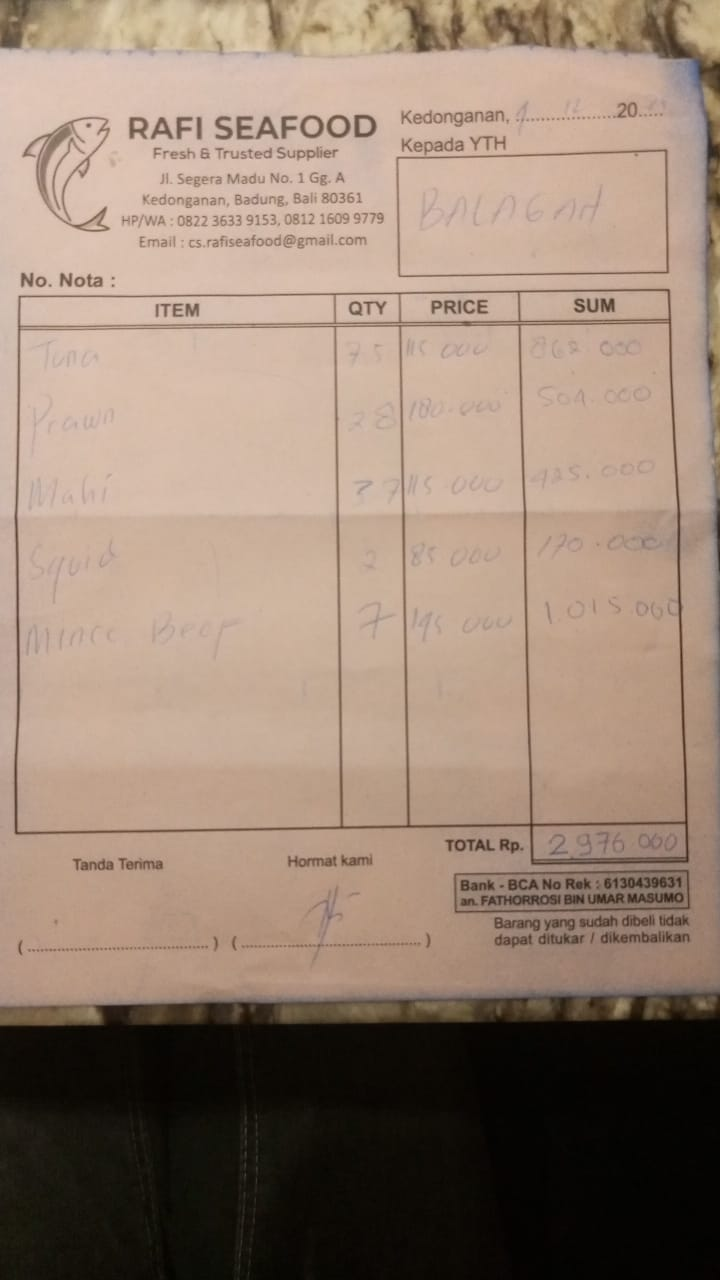 RAFI SEAFOOD
Fresh & Trusted Supplier
Jl. Segera Madu No. 1 Gg. A
Kedonganan, Badung, Bali 80361
HP/WA : 0822 3633 9153, 0812 1609 9779
Email : cs.rafiseafood@gmail.com
Kedonganan, ....................20.....
Kepada YTH
BALAGAN
No. Nota :
ITEM QTY PRICE SUM
Tuna 75 115 000 862 000
Prawn 28 180.000 504.000
Mahi 37 115 000 425.000
Squid 2 85 000 170.000
Mince Beef 7 145 000 1.015.000
TOTAL Rp. 2.976.000
Tanda Terima Hormat kami
Bank - BCA No Rek : 6130439631
an. FATHORROSI BIN UMAR MASUMO
Barang yang sudah dibeli tidak
dapat ditukar / dikembalikan
(..............................................) (..............................................)